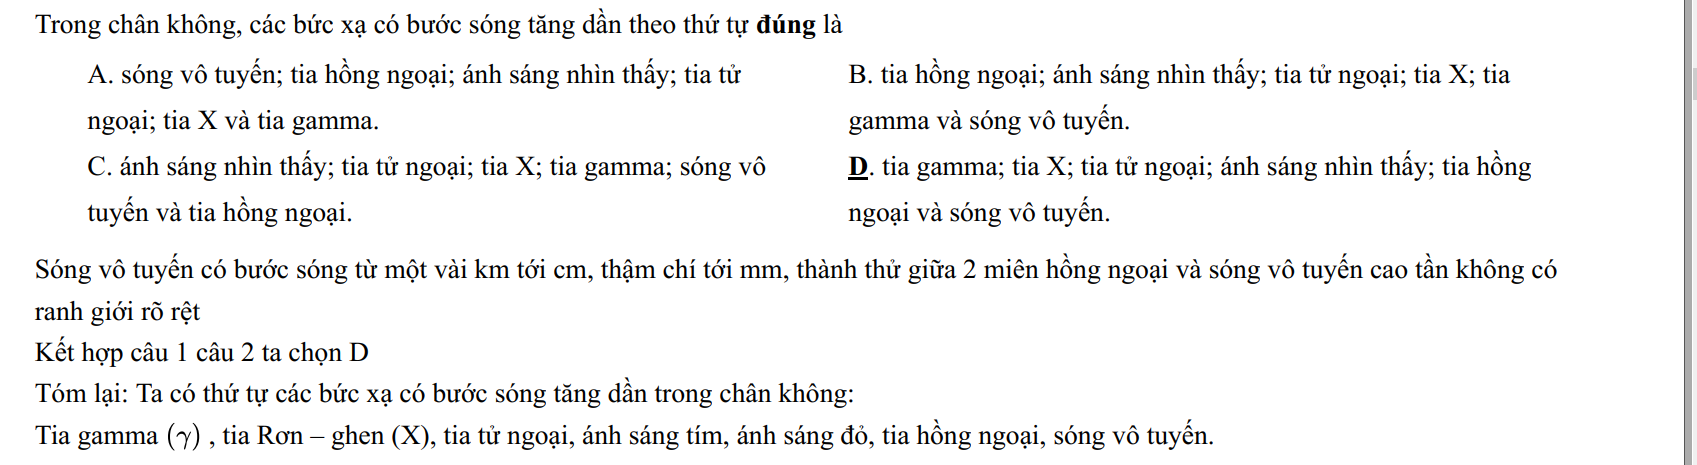 Trong chân không, các bức xạ có bước sóng tăng dần theo thứ tự đúng là
A. sóng vô tuyến; tia hồng ngoại; ánh sáng nhìn thấy; tia tử
ngoại; tia X và tia gamma.
B. tia hồng ngoại; ánh sáng nhìn thấy; tia tử ngoại; tia X; tia
gamma và sóng vô tuyến.
C. ánh sáng nhìn thấy; tia tử ngoại; tia X; tia gamma; sóng vô
tuyến và tia hồng ngoại.
D. tia gamma; tia X; tia tử ngoại; ánh sáng nhìn thấy; tia hồng
ngoại và sóng vô tuyến.
Sóng vô tuyến có bước sóng từ một vài km tới cm, thậm chí tới mm, thành thử giữa 2 miên hồng ngoại và sóng vô tuyến cao tần không có
ranh giới rõ rệt
Kết hợp câu 1 câu 2 ta chọn D
Tóm lại: Ta có thứ tự các bức xạ có bước sóng tăng dần trong chân không:
Tia gamma (γ) , tia Rơn – ghen (X), tia tử ngoại, ánh sáng tím, ánh sáng đỏ, tia hồng ngoại, sóng vô tuyến.